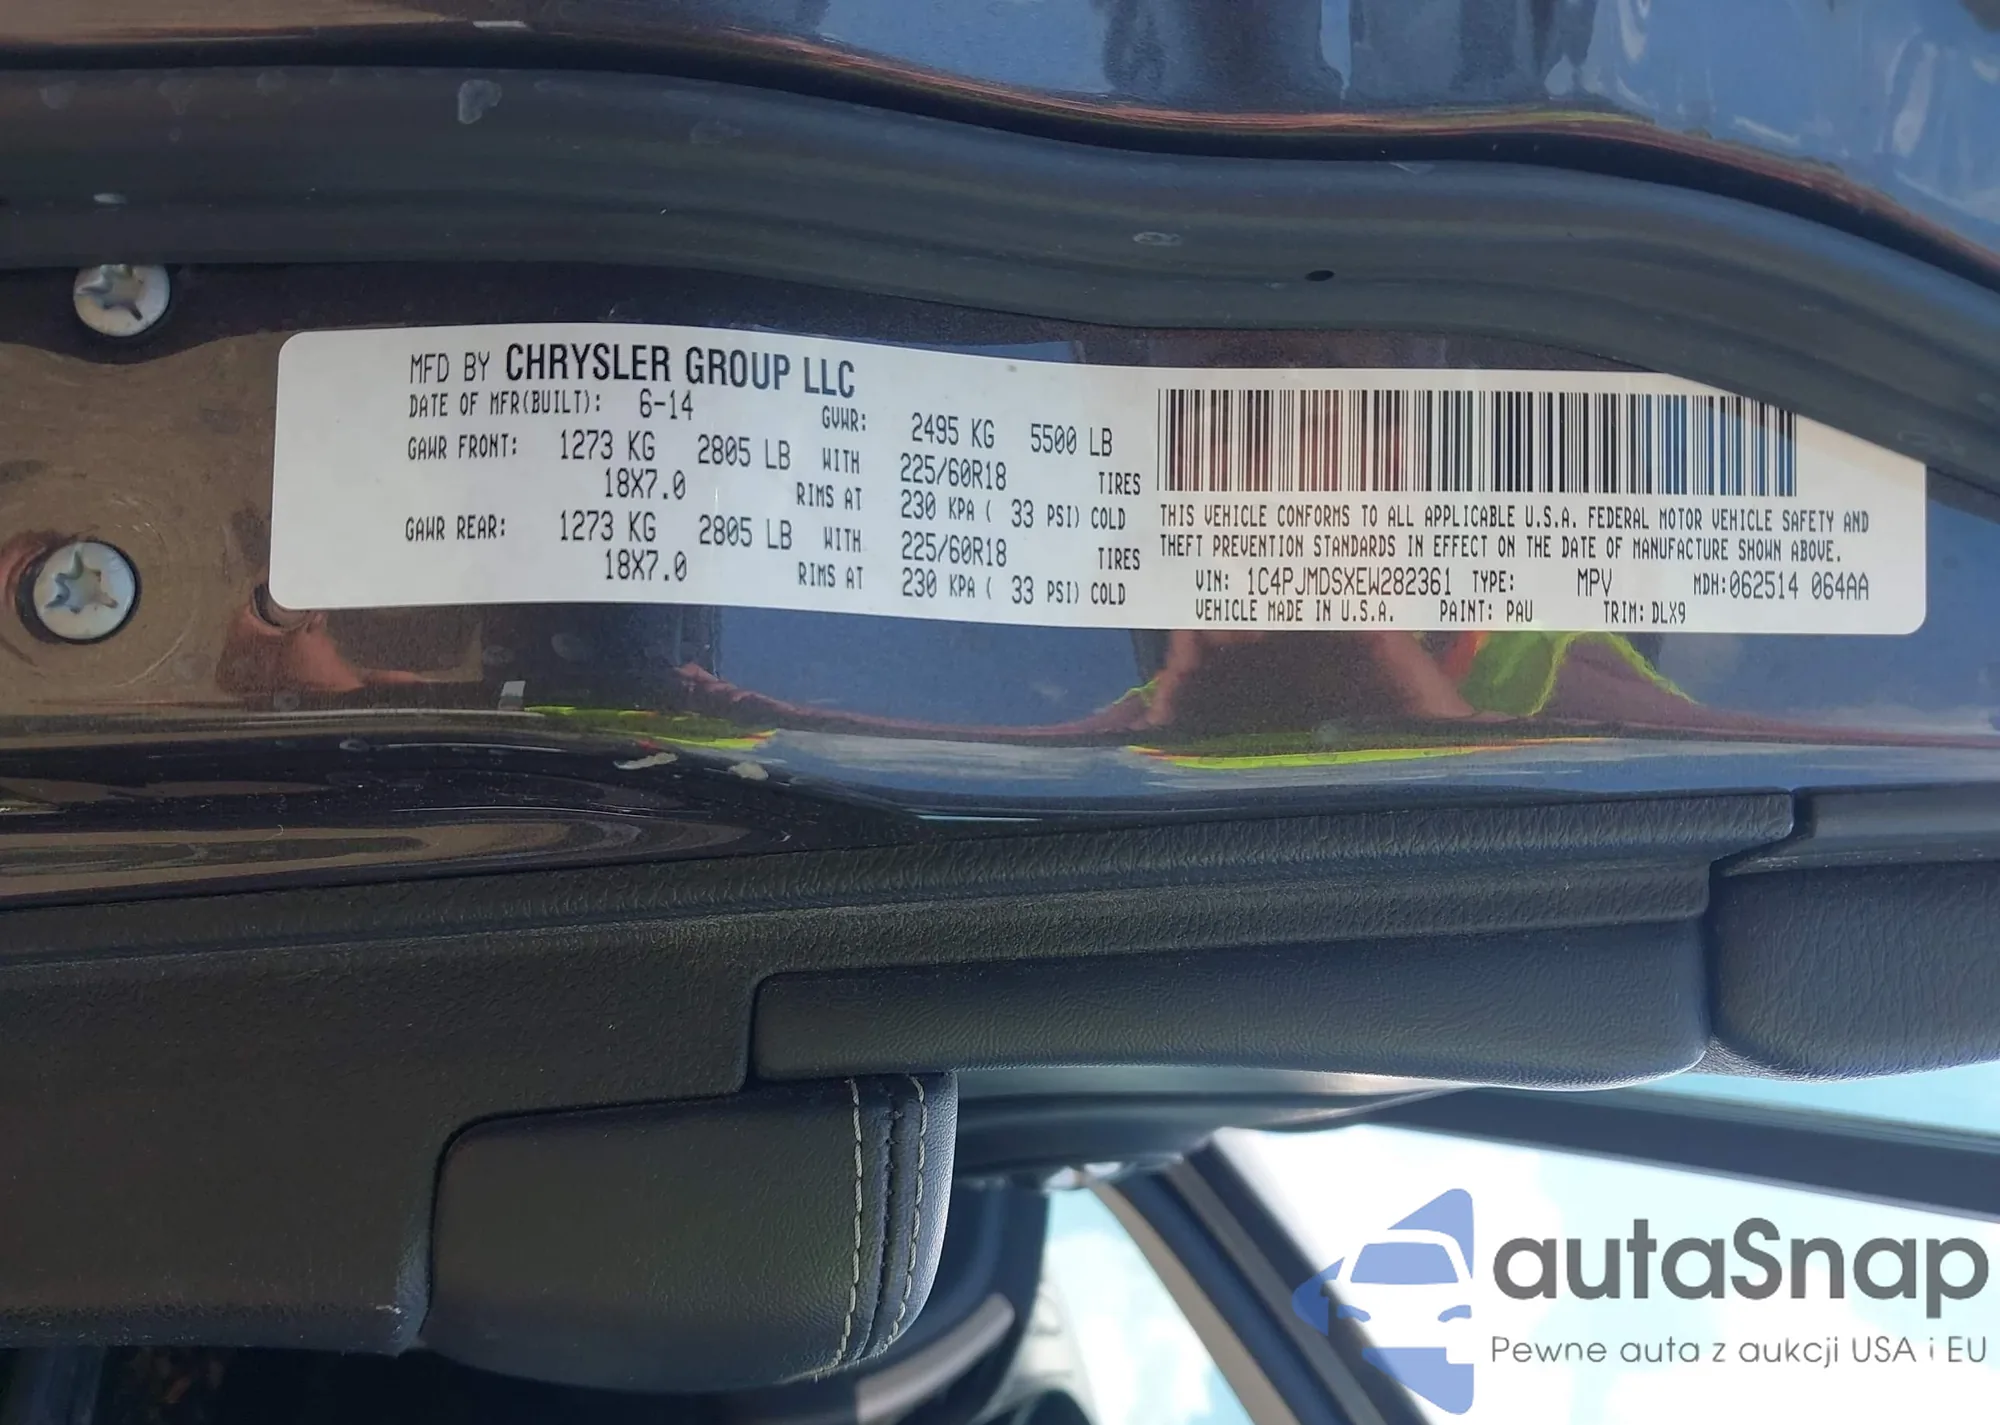 MFD BY CHRYSLER GROUP LLC
DATE OF MFR(BUILT): 6-14 GVWR: 2495 KG 5500 LB
GAWR FRONT: 1273 KG 2805 LB WITH 225/60R18 TIRES
18X7.0 RIMS AT 230 KPA ( 33 PSI) COLD
GAWR REAR: 1273 KG 2805 LB WITH 225/60R18 TIRES
18X7.0 RIMS AT 230 KPA ( 33 PSI) COLD
THIS VEHICLE CONFORMS TO ALL APPLICABLE U.S.A. FEDERAL MOTOR VEHICLE SAFETY AND
THEFT PREVENTION STANDARDS IN EFFECT ON THE DATE OF MANUFACTURE SHOWN ABOVE.
VIN: 1C4PJMDSXEW282361 TYPE: MPV MDH:062514 064AA
VEHICLE MADE IN U.S.A. PAINT: PAU TRIM: DLX9
autaSnap
Pewne auta z aukcji USA i EU